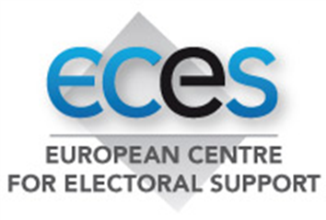 eces
EUROPEAN CENTRE
FOR ELECTORAL SUPPORT